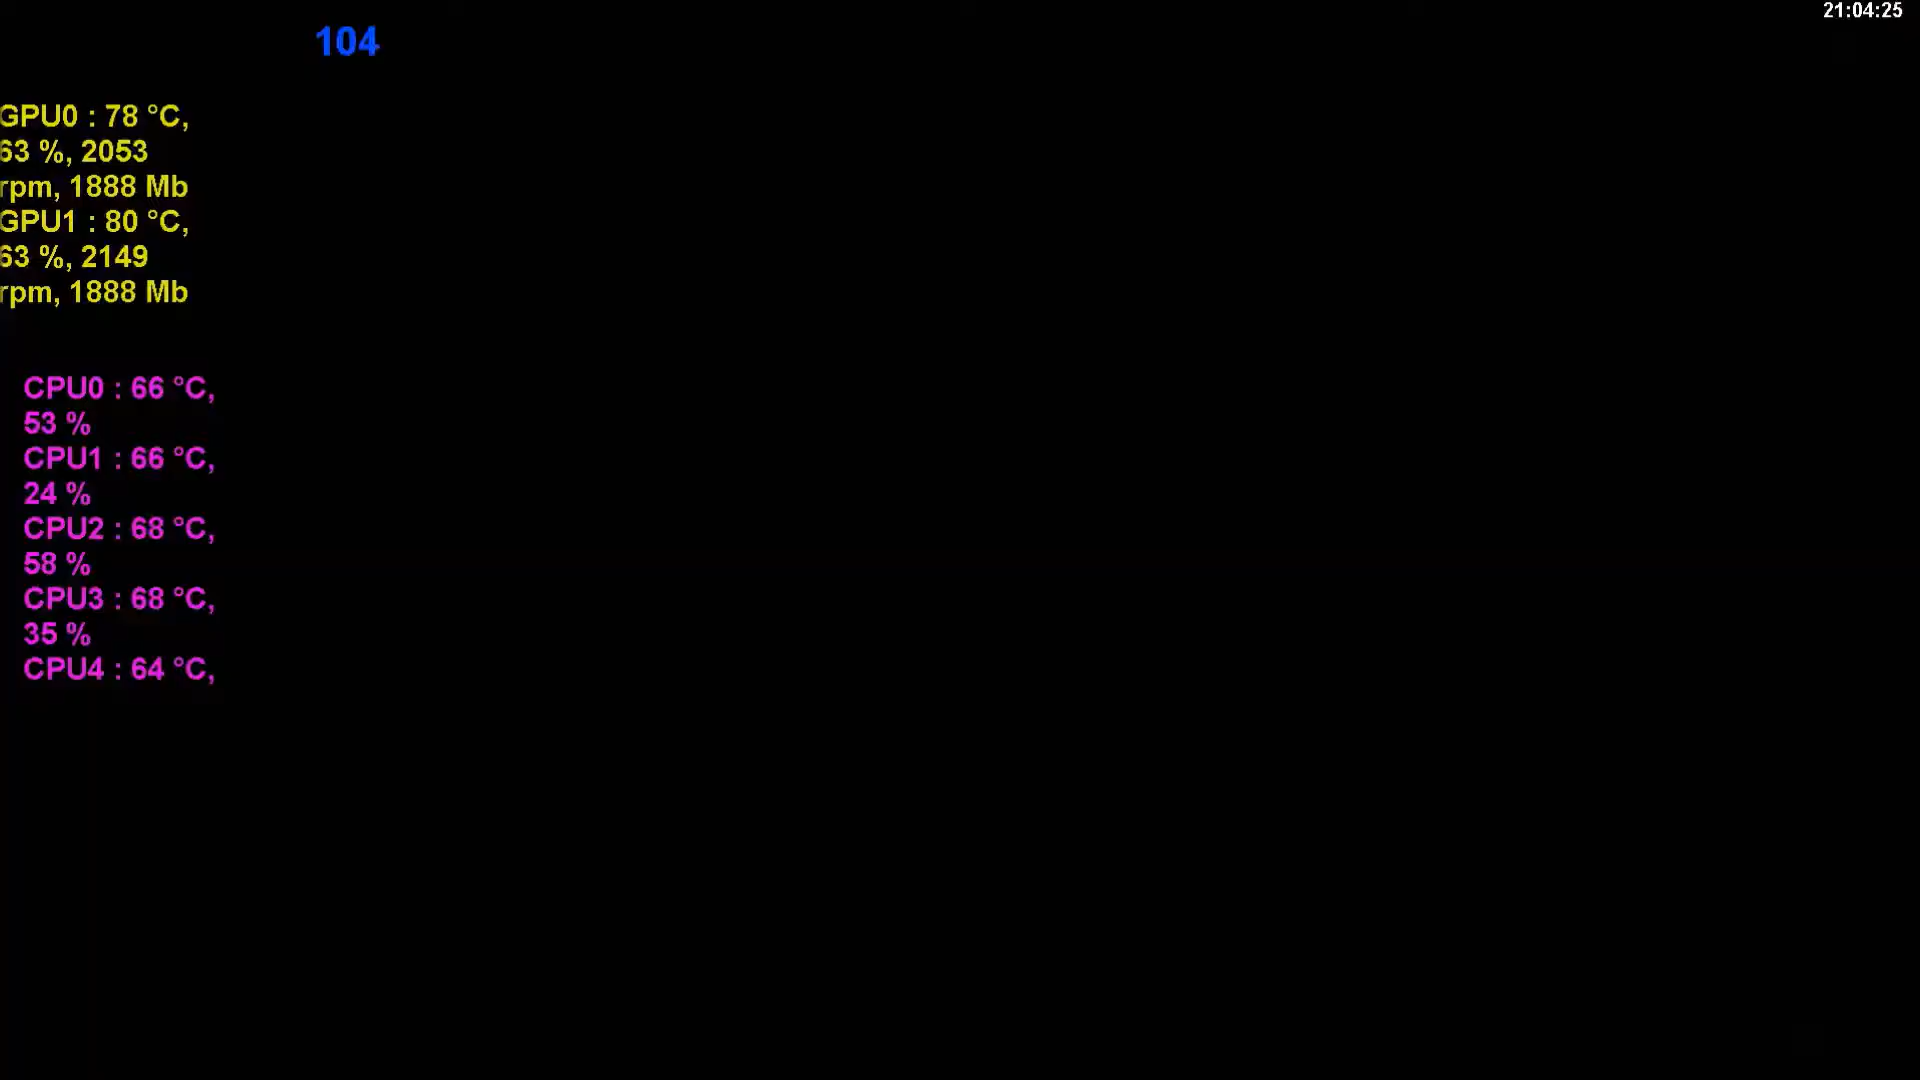 104
21:04:25
GPU0 : 78 °C,
63 %, 2053
rpm, 1888 Mb
GPU1 : 80 °C,
63 %, 2149
rpm, 1888 Mb
CPU0 : 66 °C,
53 %
CPU1 : 66 °C,
24 %
CPU2 : 68 °C,
58 %
CPU3 : 68 °C,
35 %
CPU4 : 64 °C,